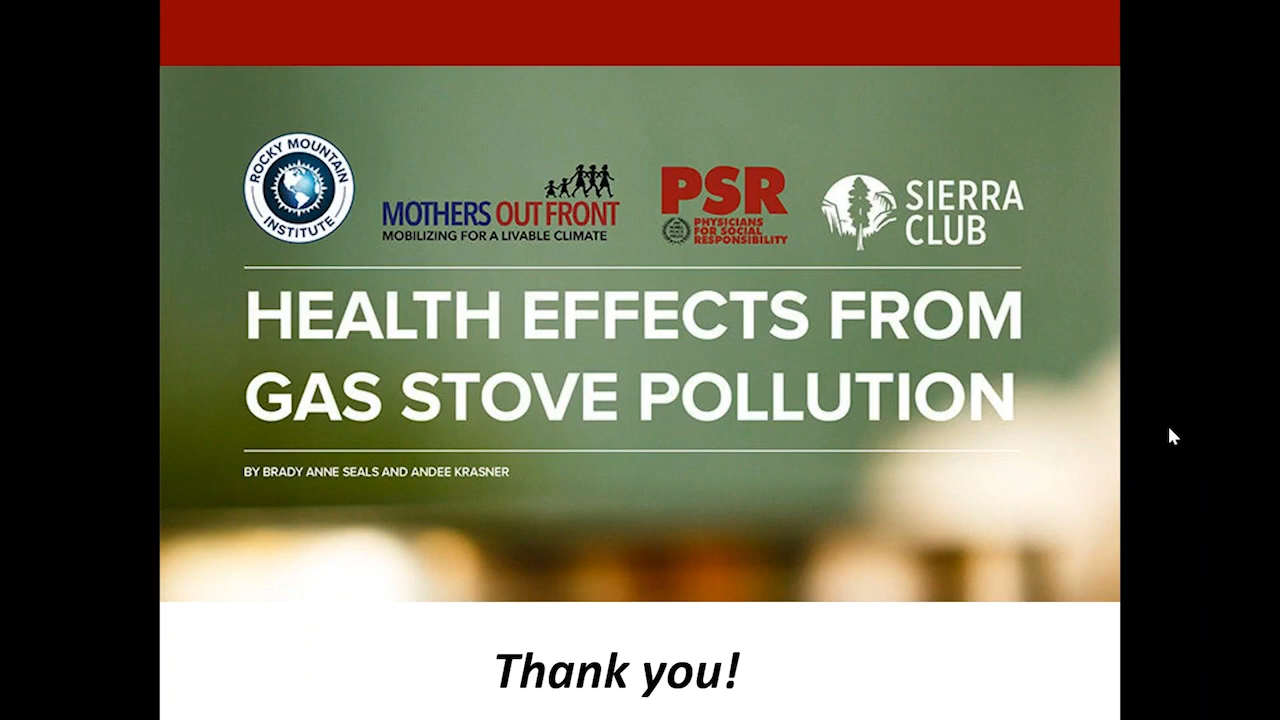 ROCKY MOUNTAIN
INSTITUTE
MOTHERS OUT FRONT
MOBILIZING FOR A LIVABLE CLIMATE
PSR
PHYSICIANS
FOR SOCIAL
RESPONSIBILITY
SIERRA
CLUB
HEALTH EFFECTS FROM
GAS STOVE POLLUTION
BY BRADY ANNE SEALS AND ANDEE KRASNER
Thank you!